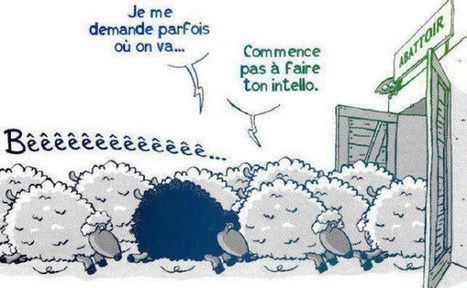 Je me
demande parfois
où on va...
Commence
pas à faire
ton intello.
Bêêêêêêêêêêêêê...
ABATTOIR